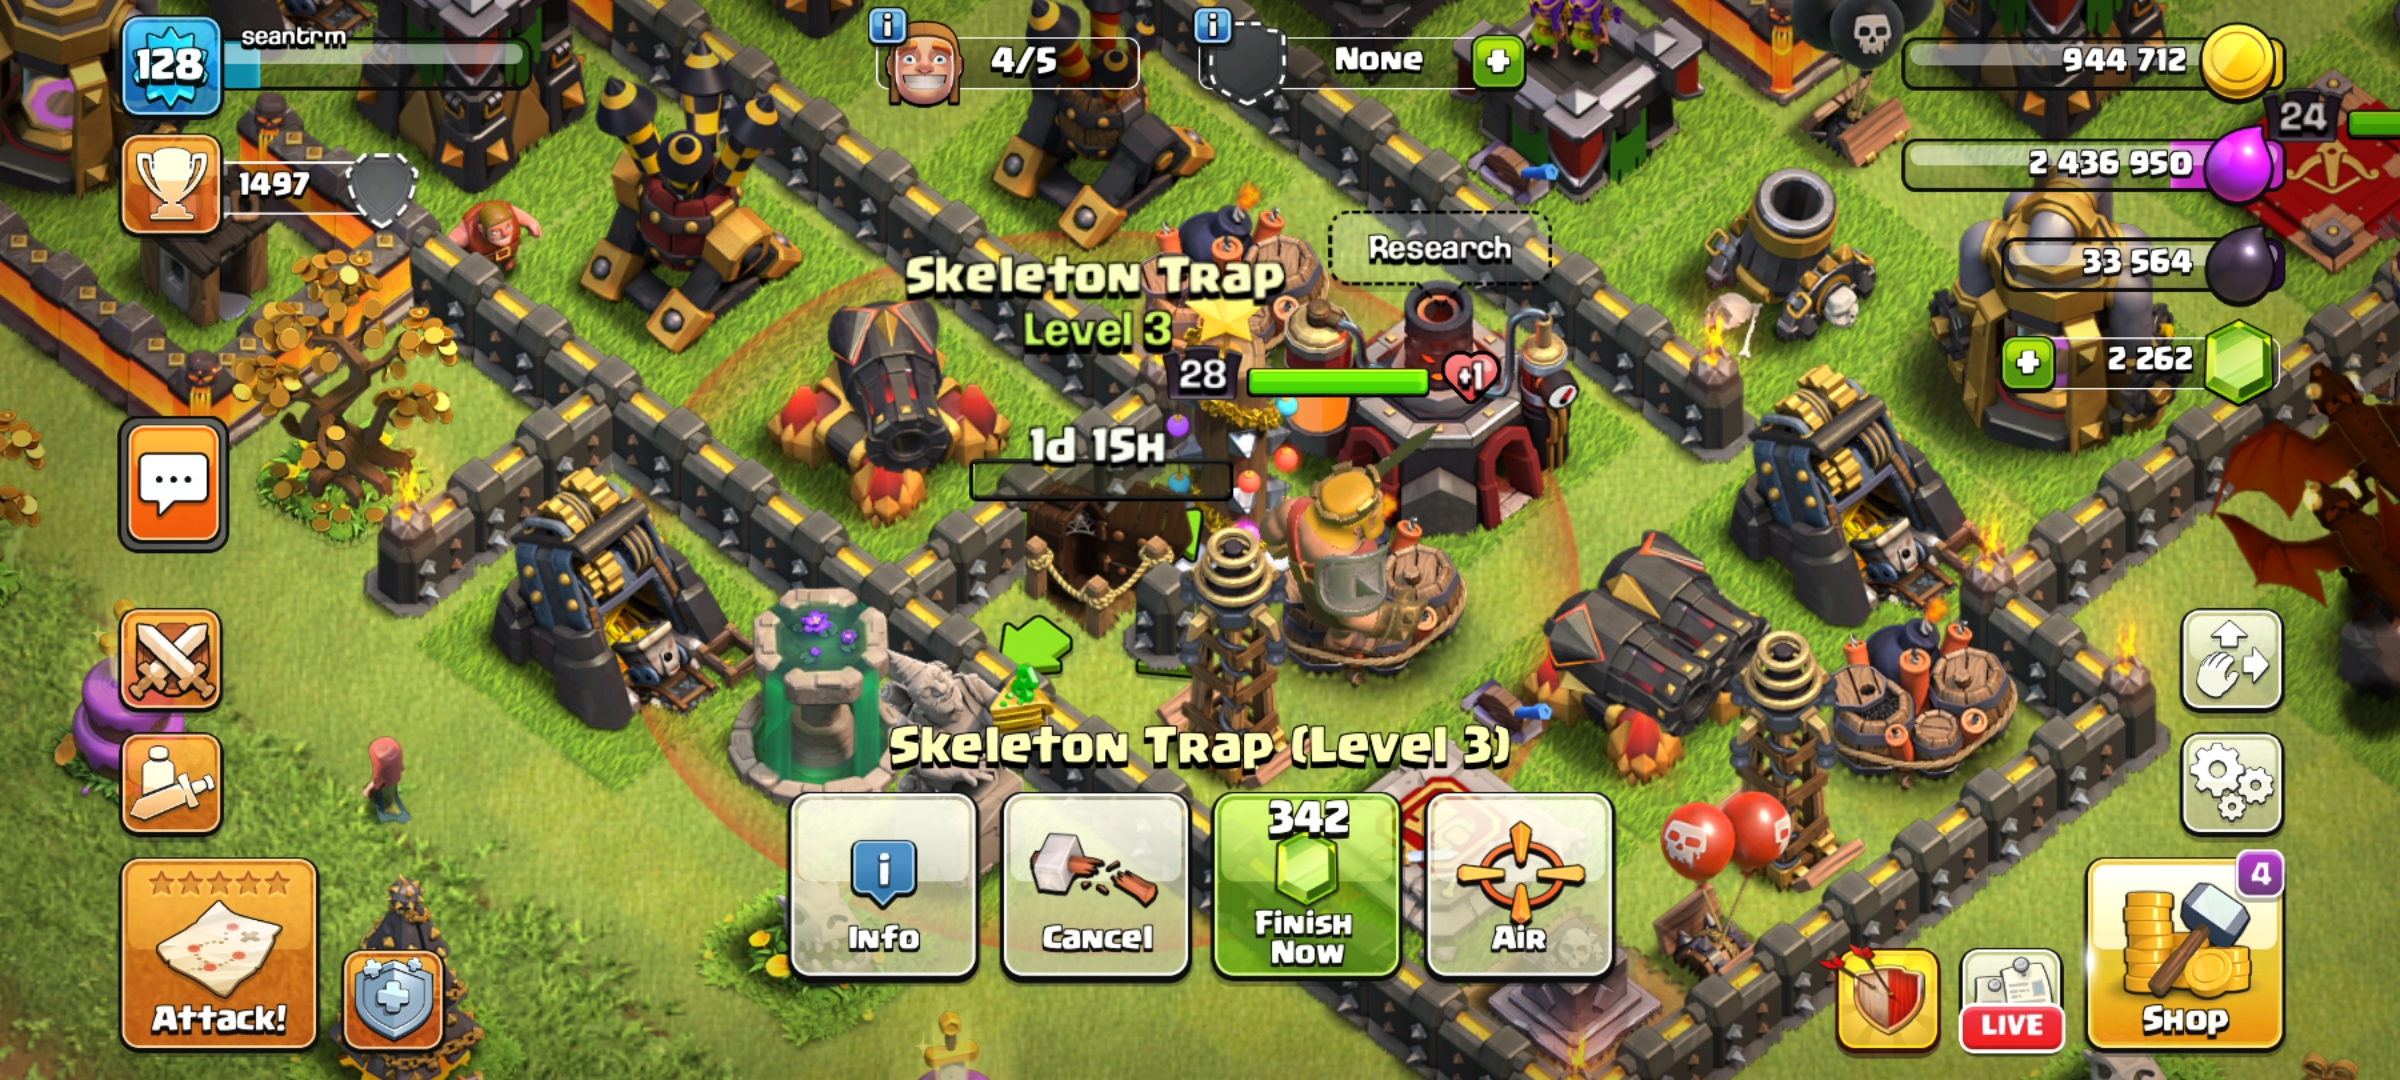 128
seantrm
4/5
None
944 712
24
1497
2 436 950
Research
33 564
Skeleton Trap
Level 3
28
+1
2 262
1d 15H
Skeleton Trap (Level 3)
Info
Cancel
342
Finish
Now
Air
Attack!
4
LIVE
Shop